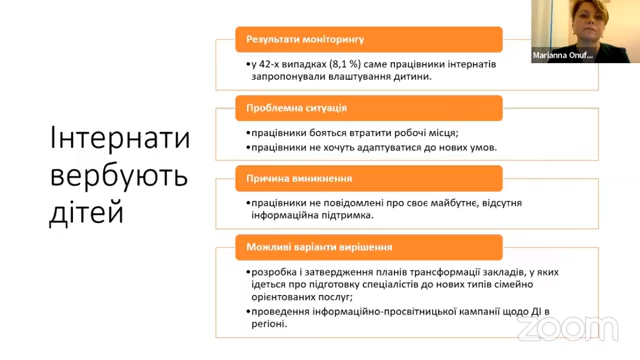 Інтернати
вербують
дітей
Результати моніторингу
•у 42-х випадках (8,1 %) саме працівники інтернатів
запропонували влаштування дитини.
Проблемна ситуація
•працівники бояться втратити робочі місця;
•працівники не хочуть адаптуватися до нових умов.
Причина виникнення
•працівники не повідомлені про своє майбутнє, відсутня
інформаційна підтримка.
Можливі варіанти вирішення
•розробка і затвердження планів трансформації закладів, у яких
ідеться про підготовку спеціалістів до нових типів сімейно
орієнтованих послуг;
•проведення інформаційно-просвітницької кампанії щодо ДІ в
регіоні.
Marianna Onuf...
zoom